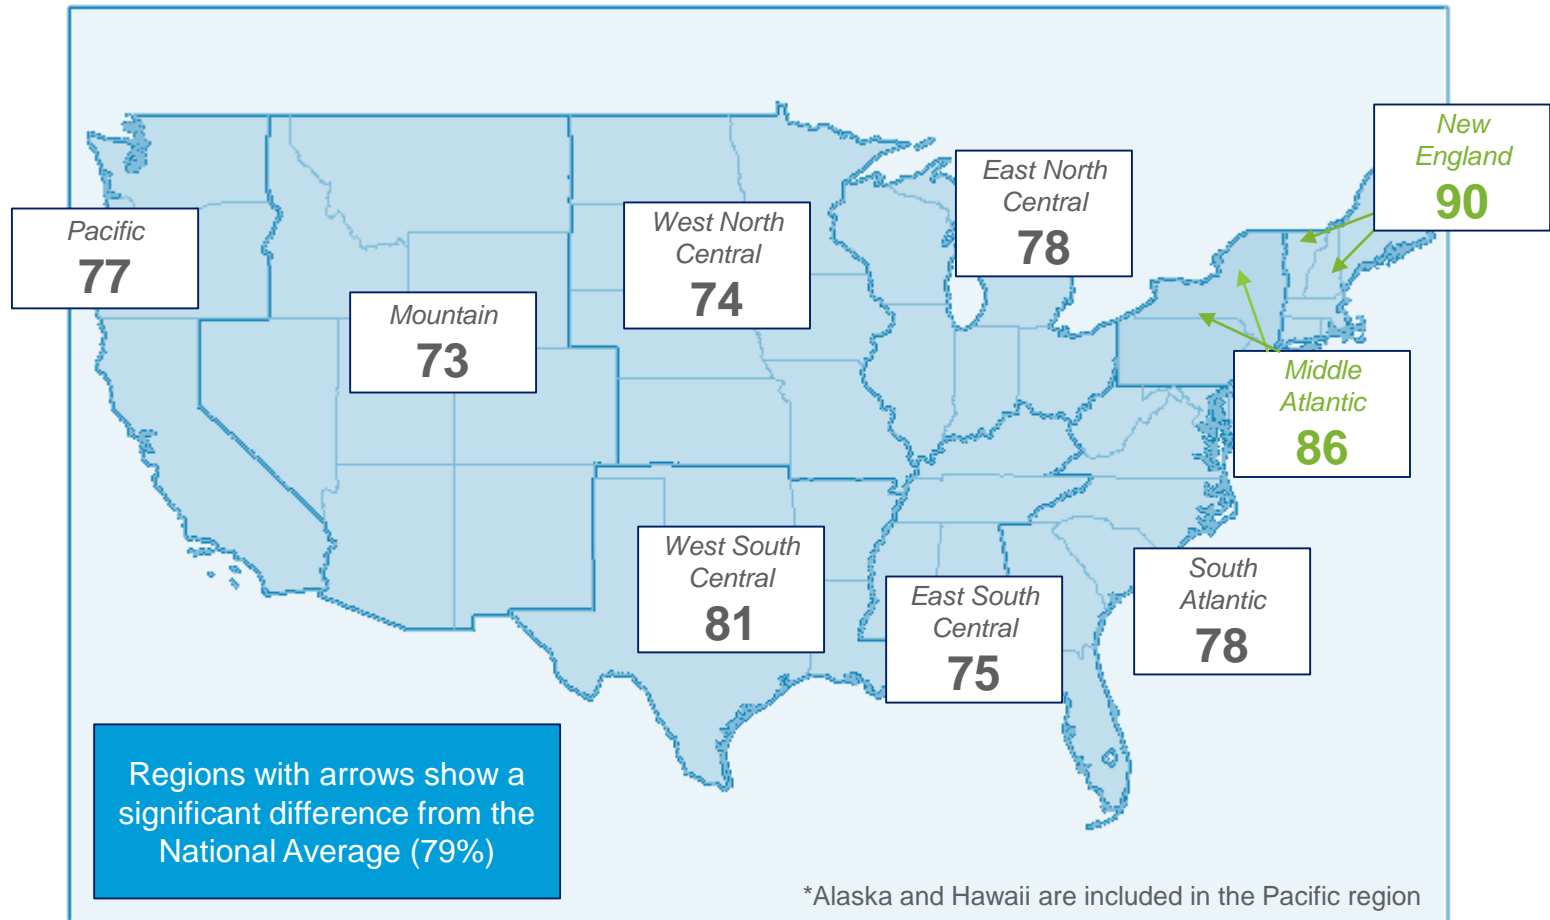 New
England
90
East North
Central
78
West North
Central
74
Pacific
77
Mountain
73
Middle
Atlantic
86
West South
Central
81
East South
Central
75
South
Atlantic
78
Regions with arrows show a
significant difference from the
National Average (79%)
*Alaska and Hawaii are included in the Pacific region